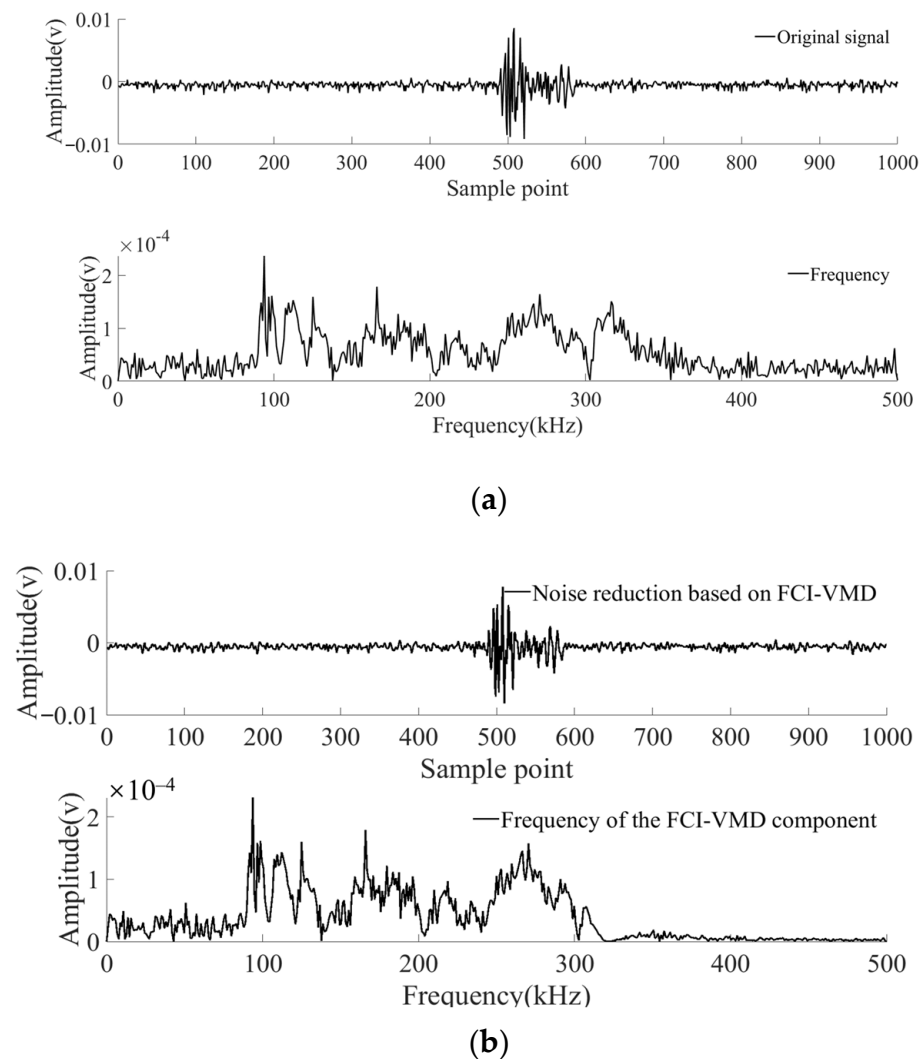 0.01
Original signal
Amplitude(v)
0
−0.01
0 100 200 300 400 500 600 700 800 900 1000
Sample point
×10⁻⁴
Frequency
Amplitude(v)
2
1
0
0 100 200 300 400 500
Frequency(kHz)
(a)
0.01
Noise reduction based on FCI-VMD
Amplitude(v)
0
−0.01
0 100 200 300 400 500 600 700 800 900 1000
Sample point
×10⁻⁴
Frequency of the FCI-VMD component
Amplitude(v)
2
1
0
0 100 200 300 400 500
Frequency(kHz)
(b)